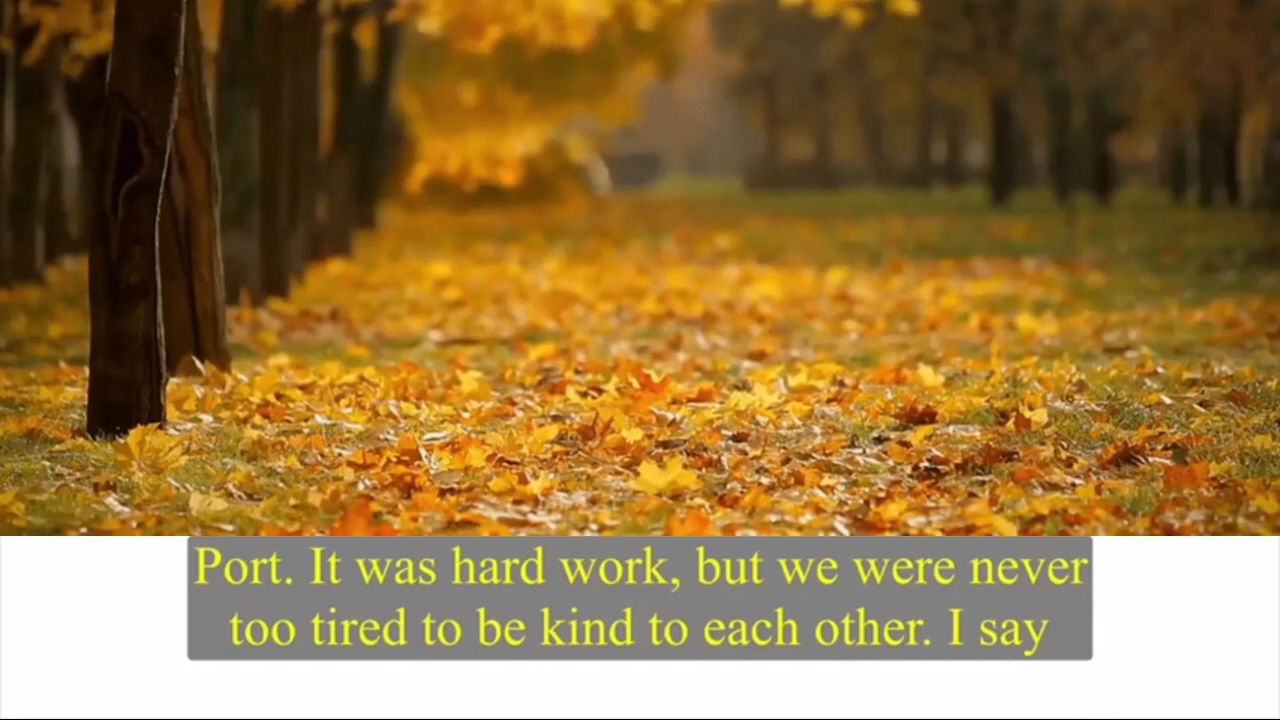 Port. It was hard work, but we were never
too tired to be kind to each other. I say